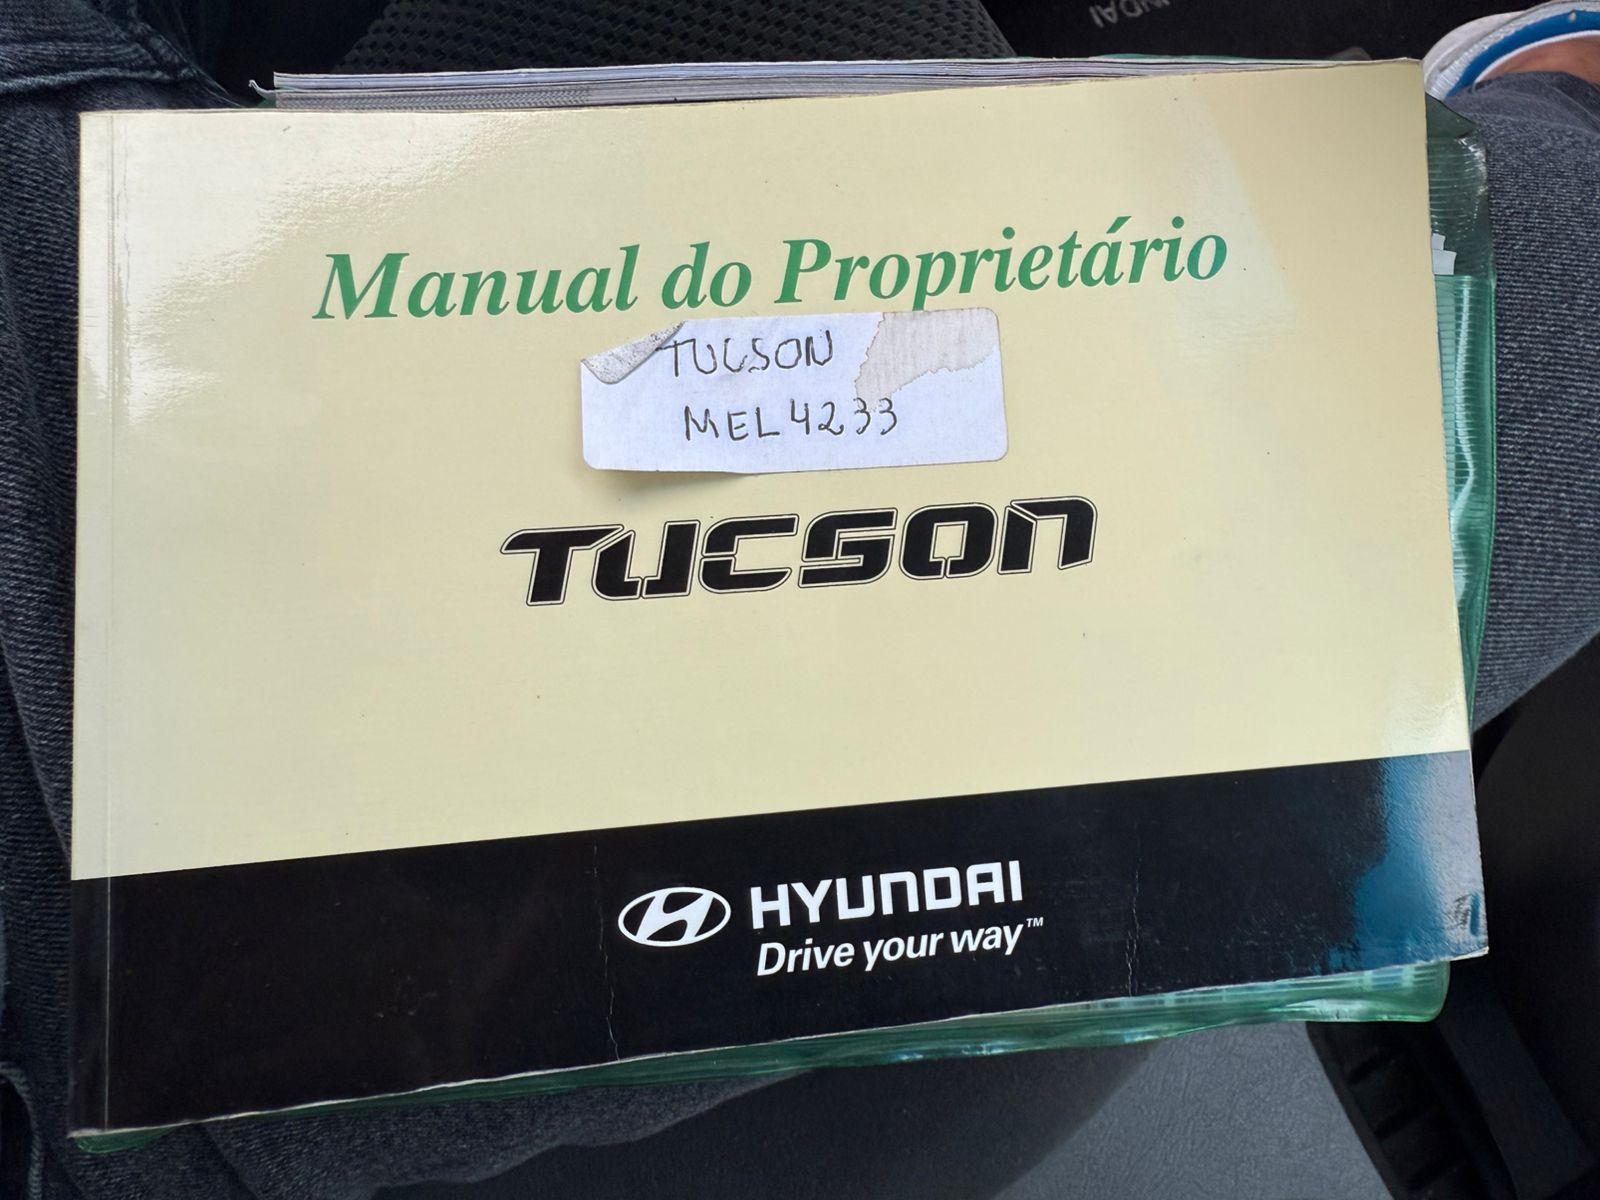 Manual do Proprietário
TUCSON
MEL4233
TUCSON
HYUNDAI
Drive your way™